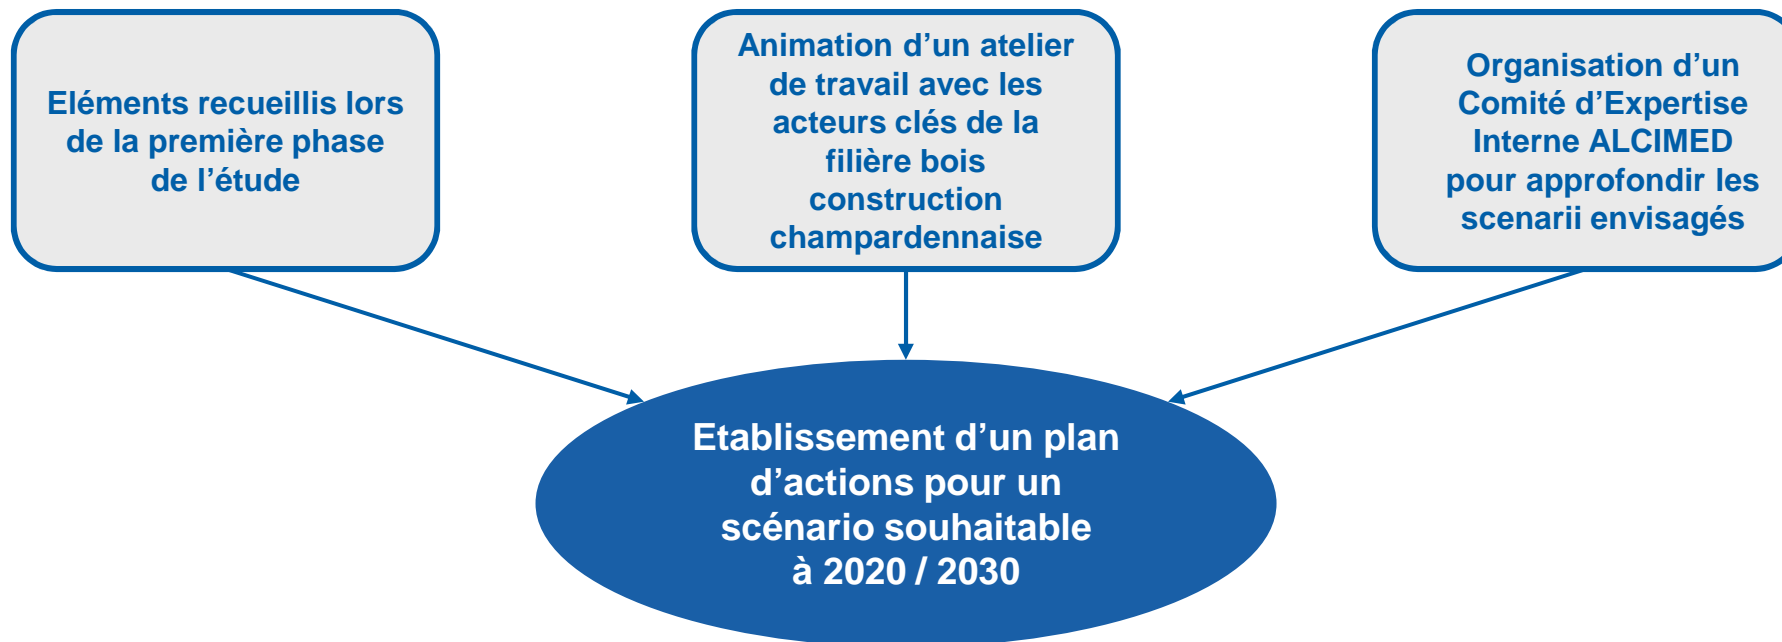 Eléments recueillis lors
de la première phase
de l’étude
Animation d’un atelier
de travail avec les
acteurs clés de la
filière bois
construction
champardennaise
Organisation d’un
Comité d’Expertise
Interne ALCIMED
pour approfondir les
scenarii envisagés
Etablissement d’un plan
d’actions pour un
scénario souhaitable
à 2020 / 2030